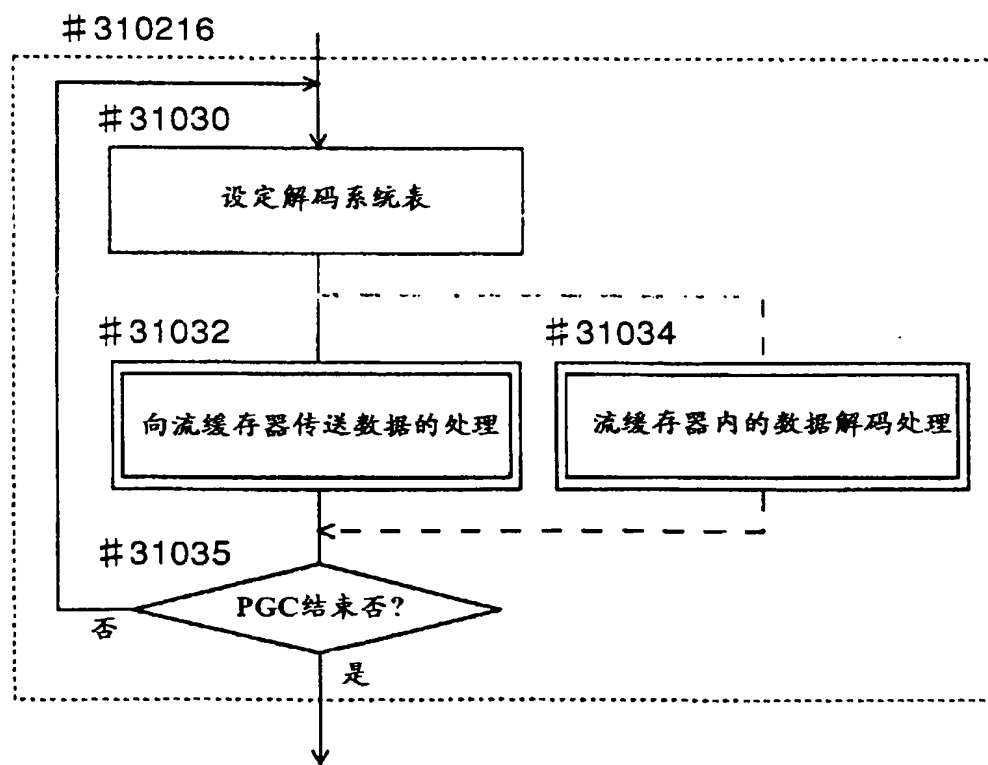 #310216
#31030
设定解码系统表
#31032
#31034
向流缓存器传送数据的处理
流缓存器内的数据解码处理
#31035
PGC结束否?
否
是